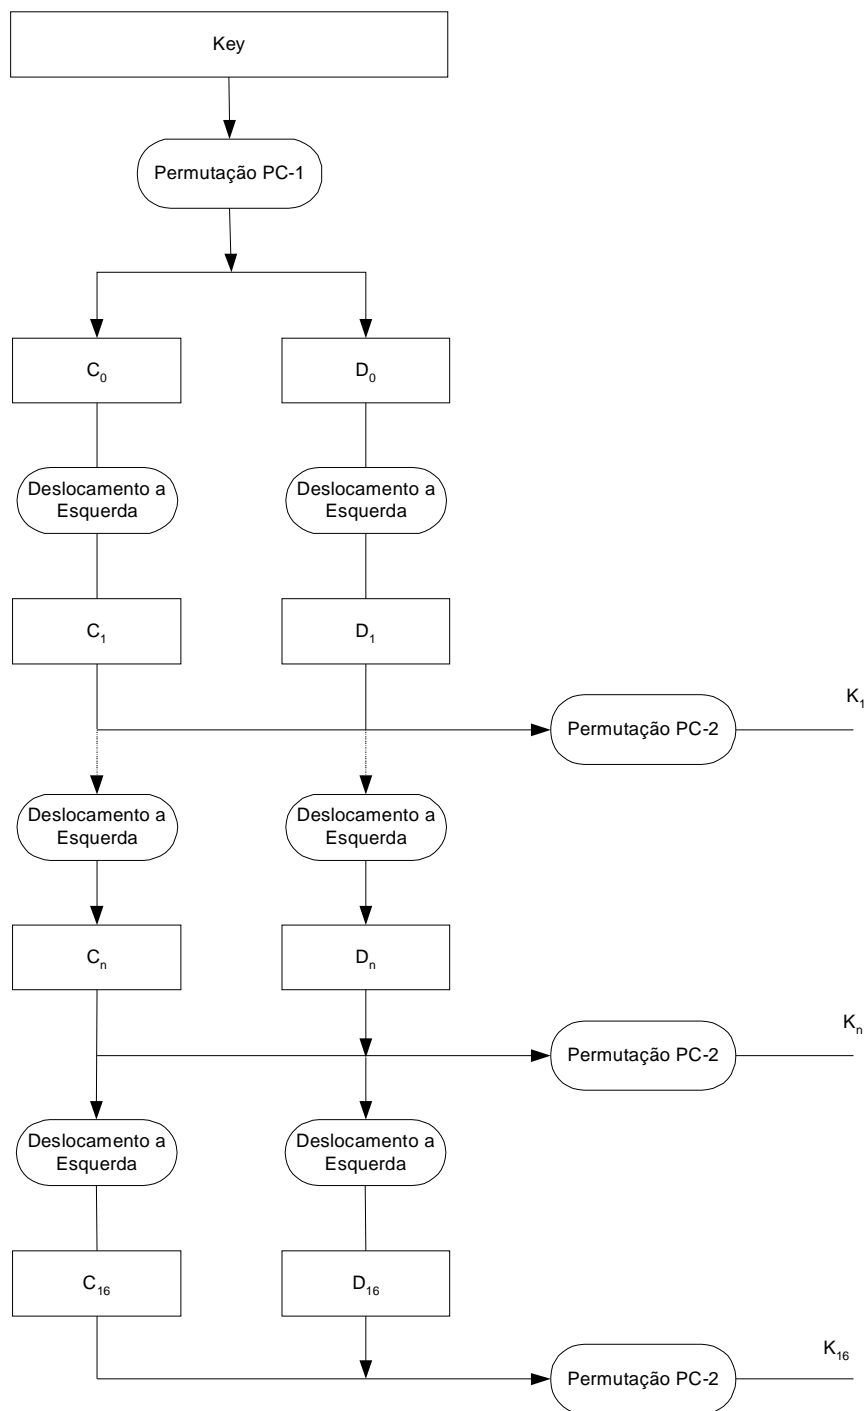 Key
Permutação PC-1
C₀
D₀
Deslocamento a
Esquerda
Deslocamento a
Esquerda
C₁
D₁
K₁
Permutação PC-2
Deslocamento a
Esquerda
Deslocamento a
Esquerda
Cₙ
Dₙ
Kₙ
Permutação PC-2
Deslocamento a
Esquerda
Deslocamento a
Esquerda
C₁₆
D₁₆
K₁₆
Permutação PC-2